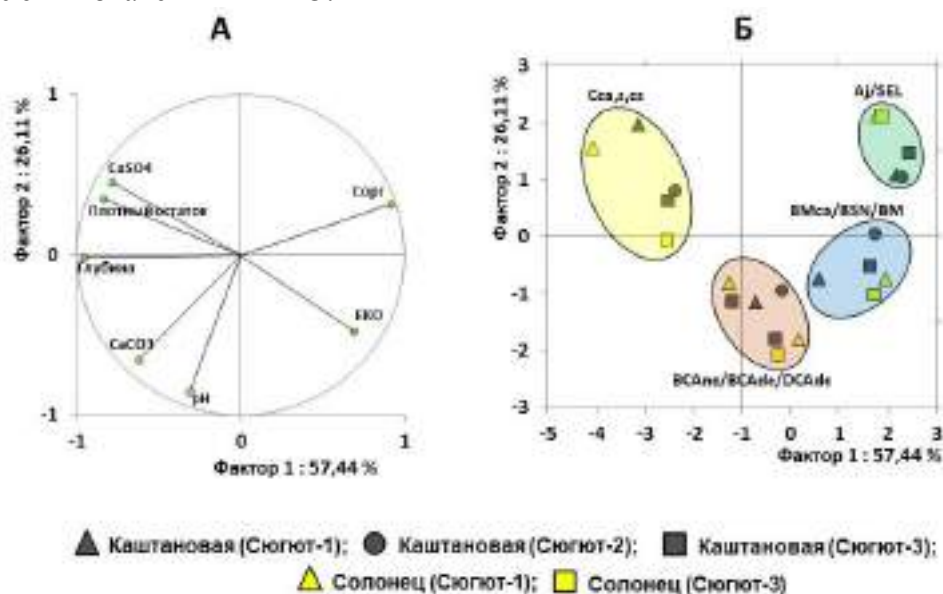 А
Б
Фактор 2 : 26,11 %
1
0
-1
CaSO4
Плотный остаток
Глубина
CaCO3
pH
Сорг
ЕКО
-1
0
1
Фактор 1 : 57,44 %
Фактор 2 : 26,11 %
3
2
1
0
-1
-2
-3
Cca,s,cs
Aj/SEL
BMca/BSN/BM
-5
-4
-3
-2
-1
0
1
2
3
Фактор 1 : 57,44 %
Каштановая (Сюгют-1);
Каштановая (Сюгют-2);
Каштановая (Сюгют-3);
Солонец (Сюгют-1);
Солонец (Сюгют-3)